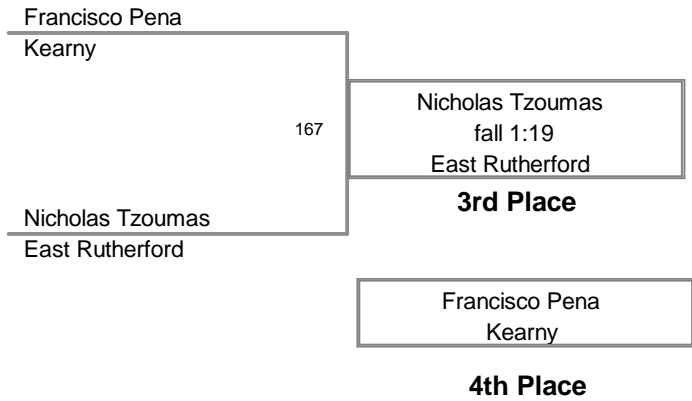 Francisco Pena
Kearny
167
Nicholas Tzoumas
fall 1:19
East Rutherford
3rd Place
Nicholas Tzoumas
East Rutherford
Francisco Pena
Kearny
4th Place